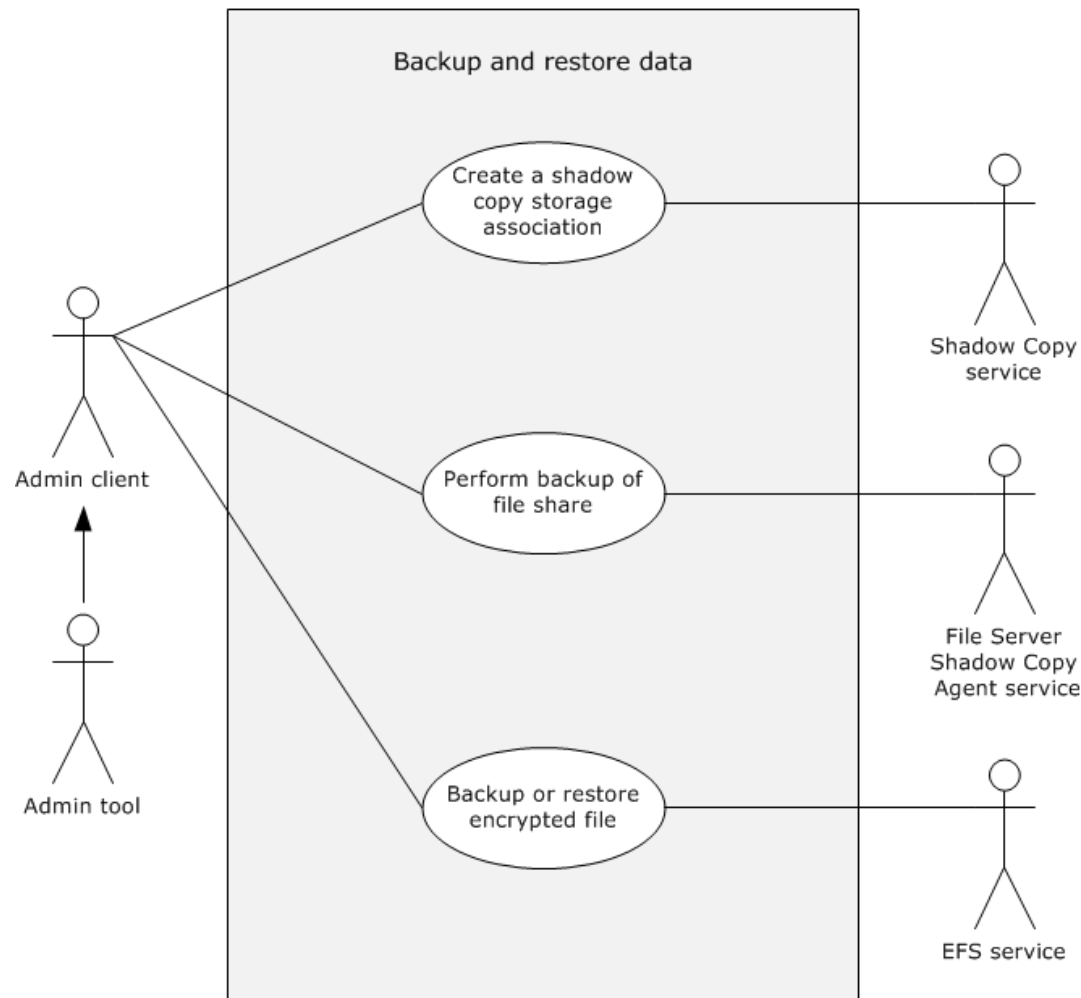 Backup and restore data
Create a shadow
copy storage
association
Shadow Copy
service
Admin client
Perform backup of
file share
File Server
Shadow Copy
Agent service
Admin tool
Backup or restore
encrypted file
EFS service